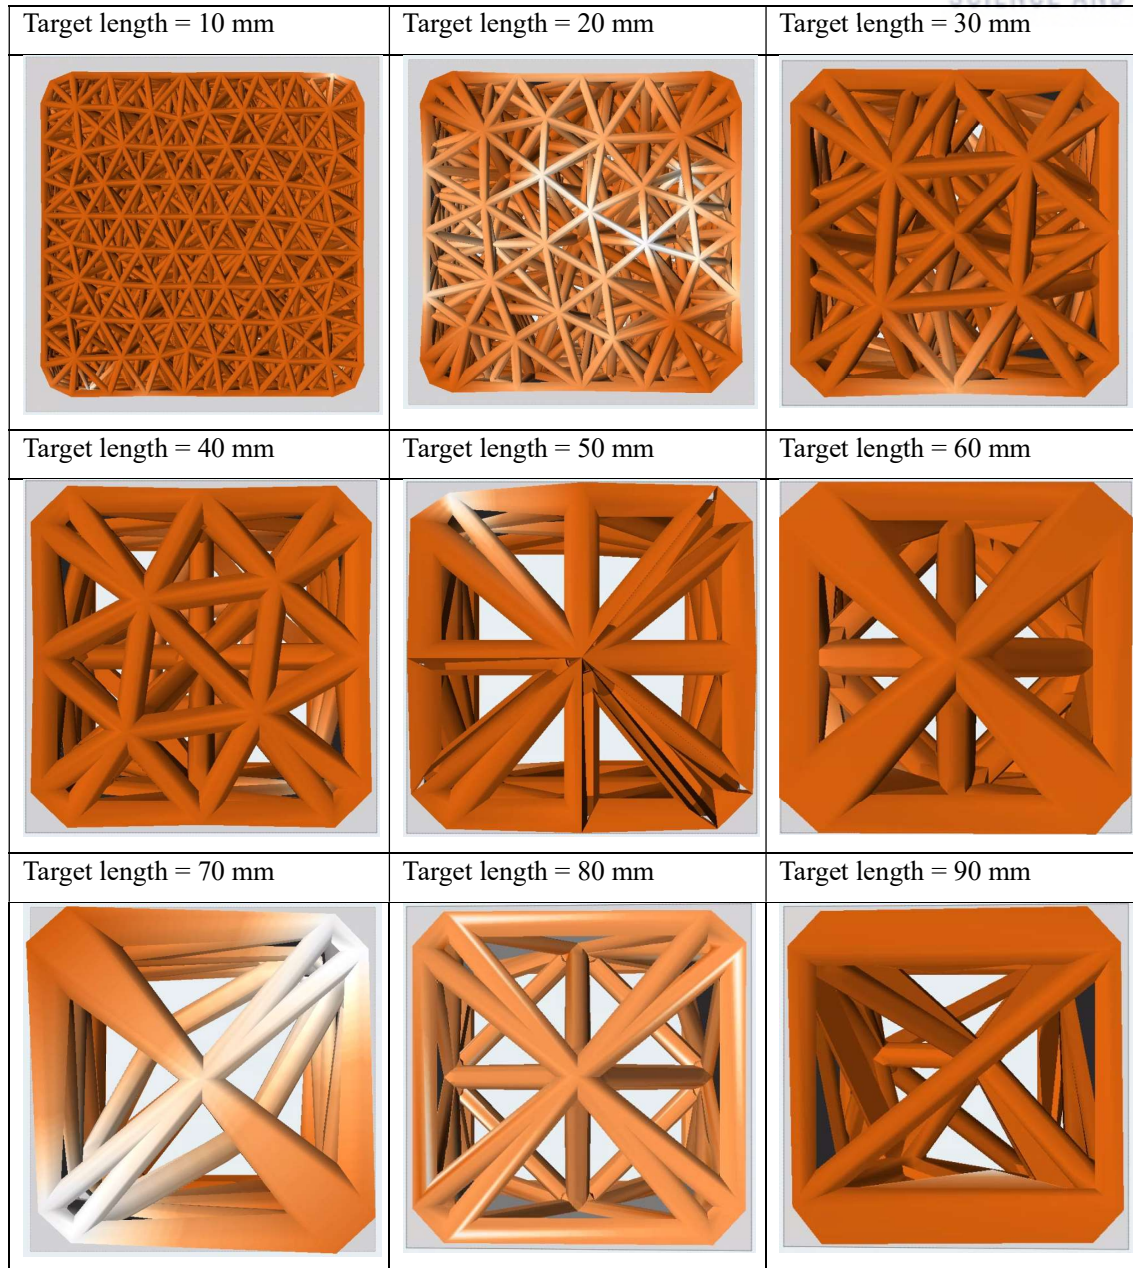 Target length = 10 mm
Target length = 20 mm
Target length = 30 mm
Target length = 40 mm
Target length = 50 mm
Target length = 60 mm
Target length = 70 mm
Target length = 80 mm
Target length = 90 mm